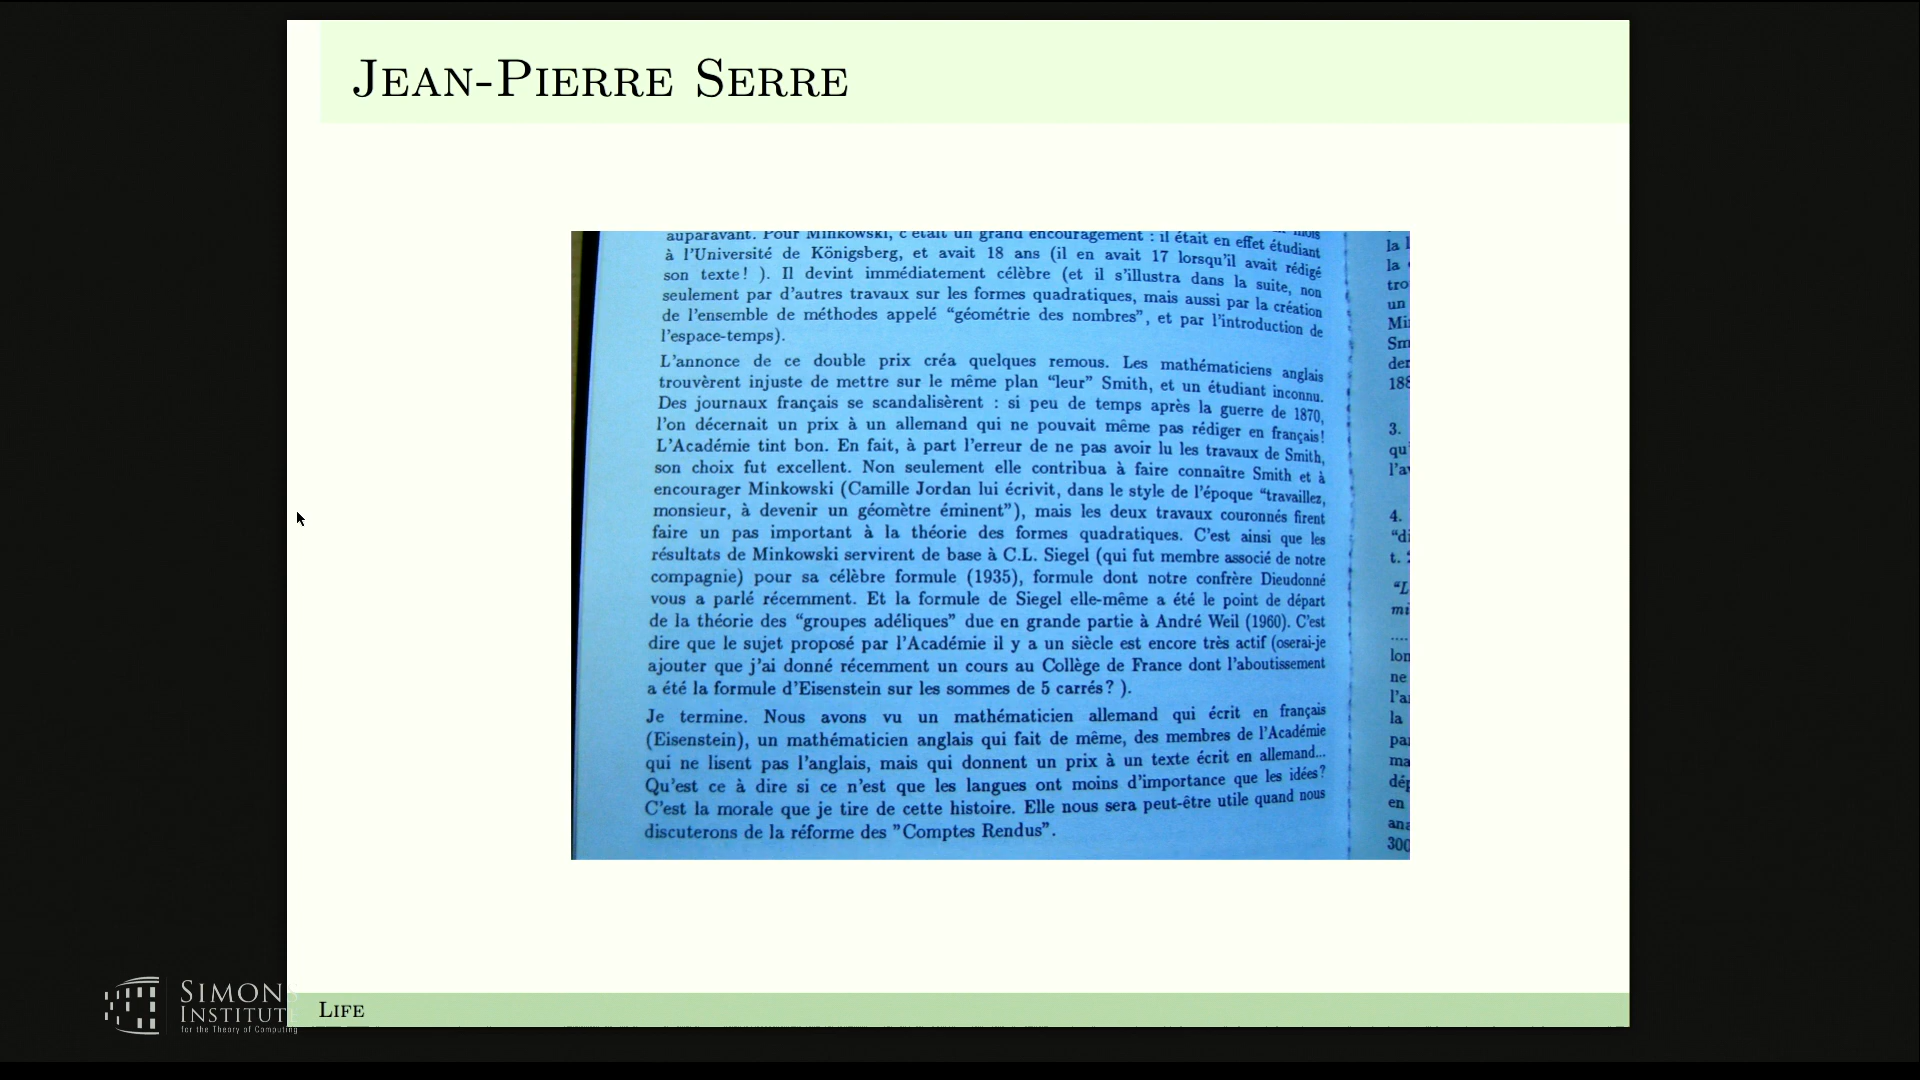 JEAN-PIERRE SERRE
auparavant. Pour Minkowski, c'était un grand encouragement : il était en effet étudiant
à l'Université de Königsberg, et avait 18 ans (il en avait 17 lorsqu'il avait rédigé
son texte! ). Il devint immédiatement célèbre (et il s'illustra dans la suite, non
seulement par d'autres travaux sur les formes quadratiques, mais aussi par la création
de l'ensemble de méthodes appelé “géométrie des nombres”, et par l'introduction de
l'espace-temps).
L'annonce de ce double prix créa quelques remous. Les mathématiciens anglais
trouvèrent injuste de mettre sur le même plan “leur” Smith, et un étudiant inconnu.
Des journaux français se scandalisèrent : si peu de temps après la guerre de 1870,
l'on décernait un prix à un allemand qui ne pouvait même pas rédiger en français!
L'Académie tint bon. En fait, à part l'erreur de ne pas avoir lu les travaux de Smith,
son choix fut excellent. Non seulement elle contribua à faire connaître Smith et à
encourager Minkowski (Camille Jordan lui écrivit, dans le style de l'époque “travaillez,
monsieur, à devenir un géomètre éminent”), mais les deux travaux couronnés firent
faire un pas important à la théorie des formes quadratiques. C'est ainsi que les
résultats de Minkowski servirent de base à C.L. Siegel (qui fut membre associé de notre
compagnie) pour sa célèbre formule (1935), formule dont notre confrère Dieudonné
vous a parlé récemment. Et la formule de Siegel elle-même a été le point de départ
de la théorie des “groupes adéliques” due en grande partie à André Weil (1960). C'est
dire que le sujet proposé par l'Académie il y a un siècle est encore très actif (oserai-je
ajouter que j'ai donné récemment un cours au Collège de France dont l'aboutissement
a été la formule d'Eisenstein sur les sommes de 5 carrés? ).
Je termine. Nous avons vu un mathématicien allemand qui écrit en français
(Eisenstein), un mathématicien anglais qui fait de même, des membres de l'Académie
qui ne lisent pas l'anglais, mais qui donnent un prix à un texte écrit en allemand...
Qu'est ce à dire si ce n'est que les langues ont moins d'importance que les idées?
C'est la morale que je tire de cette histoire. Elle nous sera peut-être utile quand nous
discuterons de la réforme des "Comptes Rendus".
la
la
un
3.
4.
t.
....
ne
la
en
SIMONS
INSTITUTE
for the Theory of Computing
LIFE